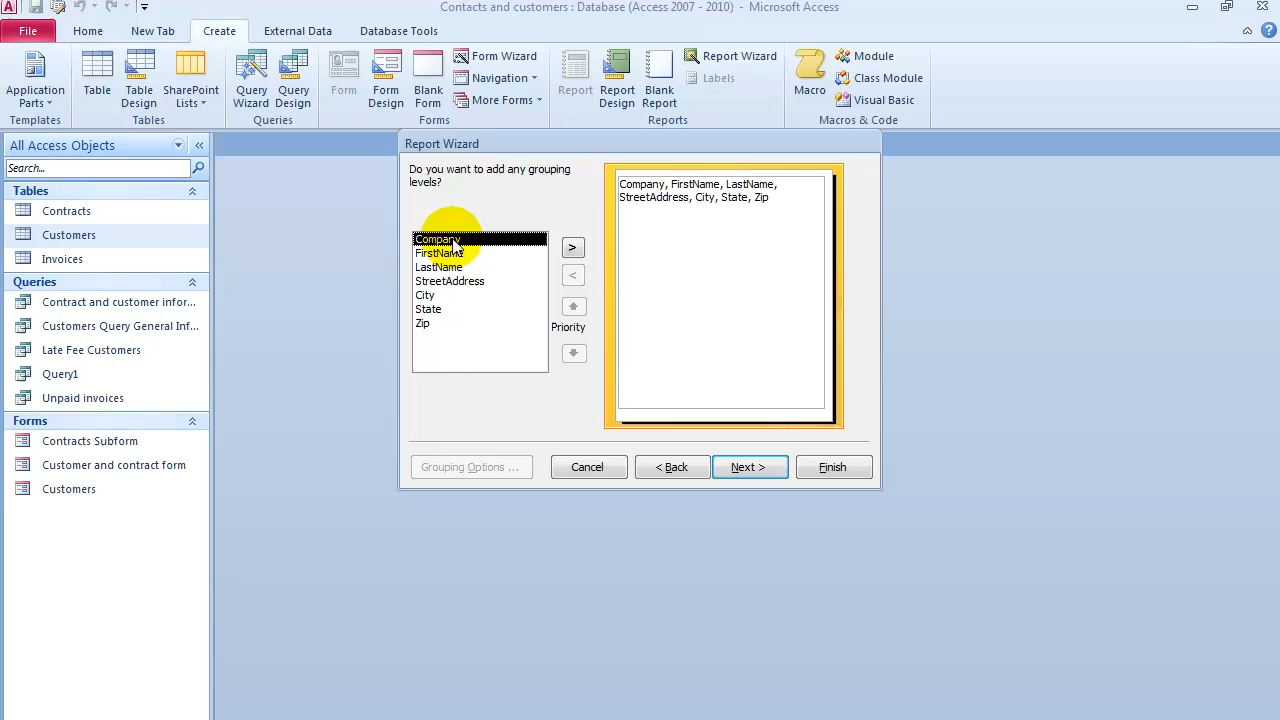 Contacts and customers : Database (Access 2007 - 2010) - Microsoft Access
File Home New Tab Create External Data Database Tools
Application Parts
Templates
Table
Table Design
SharePoint Lists
Tables
Query Wizard
Query Design
Queries
Form
Form Design
Blank Form
Form Wizard
Navigation
More Forms
Forms
Report
Report Design
Blank Report
Report Wizard
Labels
Reports
Macro
Module
Class Module
Visual Basic
Macros & Code
All Access Objects
Search...
Tables
Contracts
Customers
Invoices
Queries
Contract and customer infor...
Customers Query General Inf...
Late Fee Customers
Query1
Unpaid invoices
Forms
Contracts Subform
Customer and contract form
Customers
Report Wizard
Do you want to add any grouping
levels?
Company
FirstName
LastName
StreetAddress
City
State
Zip
>
<
Priority
Company, FirstName, LastName,
StreetAddress, City, State, Zip
Grouping Options ...
Cancel
< Back
Next >
Finish